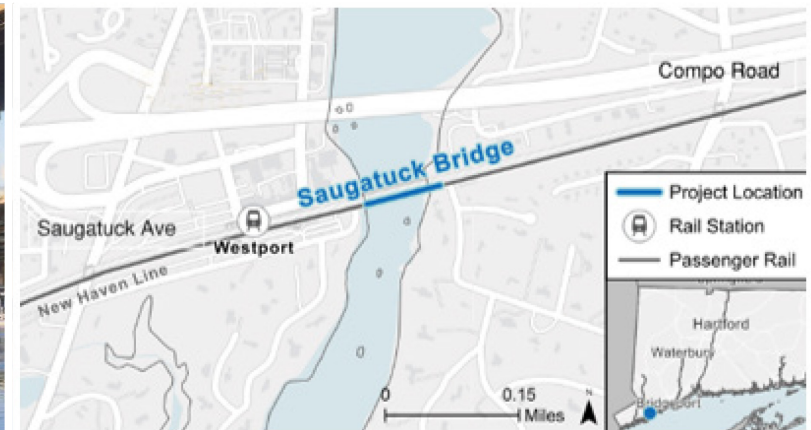 Compo Road
Saugatuck Bridge
Saugatuck Ave
Westport
New Haven Line
Project Location
Rail Station
Passenger Rail
Hartford
Waterbury
Bridgeport
0 0.15
Miles
N